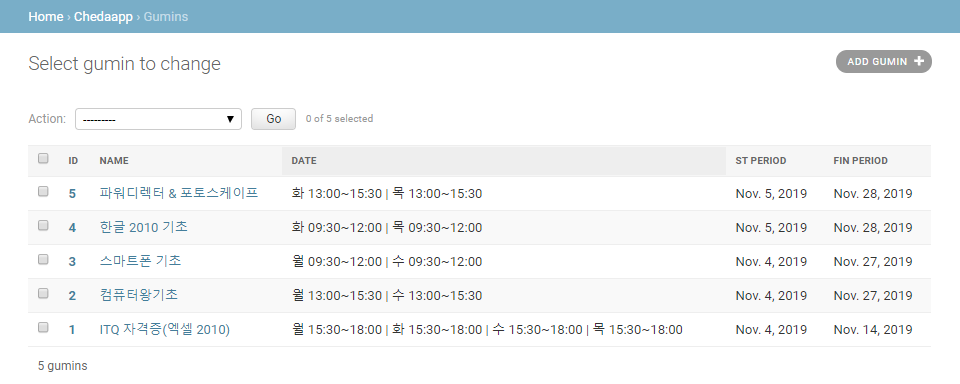 Home › Chedaapp › Gumins
Select gumin to change
ADD GUMIN +
Action: --------- Go 0 of 5 selected
ID NAME DATE ST PERIOD FIN PERIOD
5 파워디렉터 & 포토스케이프 화 13:00~15:30 | 목 13:00~15:30 Nov. 5, 2019 Nov. 28, 2019
4 한글 2010 기초 화 09:30~12:00 | 목 09:30~12:00 Nov. 5, 2019 Nov. 28, 2019
3 스마트폰 기초 월 09:30~12:00 | 수 09:30~12:00 Nov. 4, 2019 Nov. 27, 2019
2 컴퓨터왕기초 월 13:00~15:30 | 수 13:00~15:30 Nov. 4, 2019 Nov. 27, 2019
1 ITQ 자격증(엑셀 2010) 월 15:30~18:00 | 화 15:30~18:00 | 수 15:30~18:00 | 목 15:30~18:00 Nov. 4, 2019 Nov. 14, 2019
5 gumins